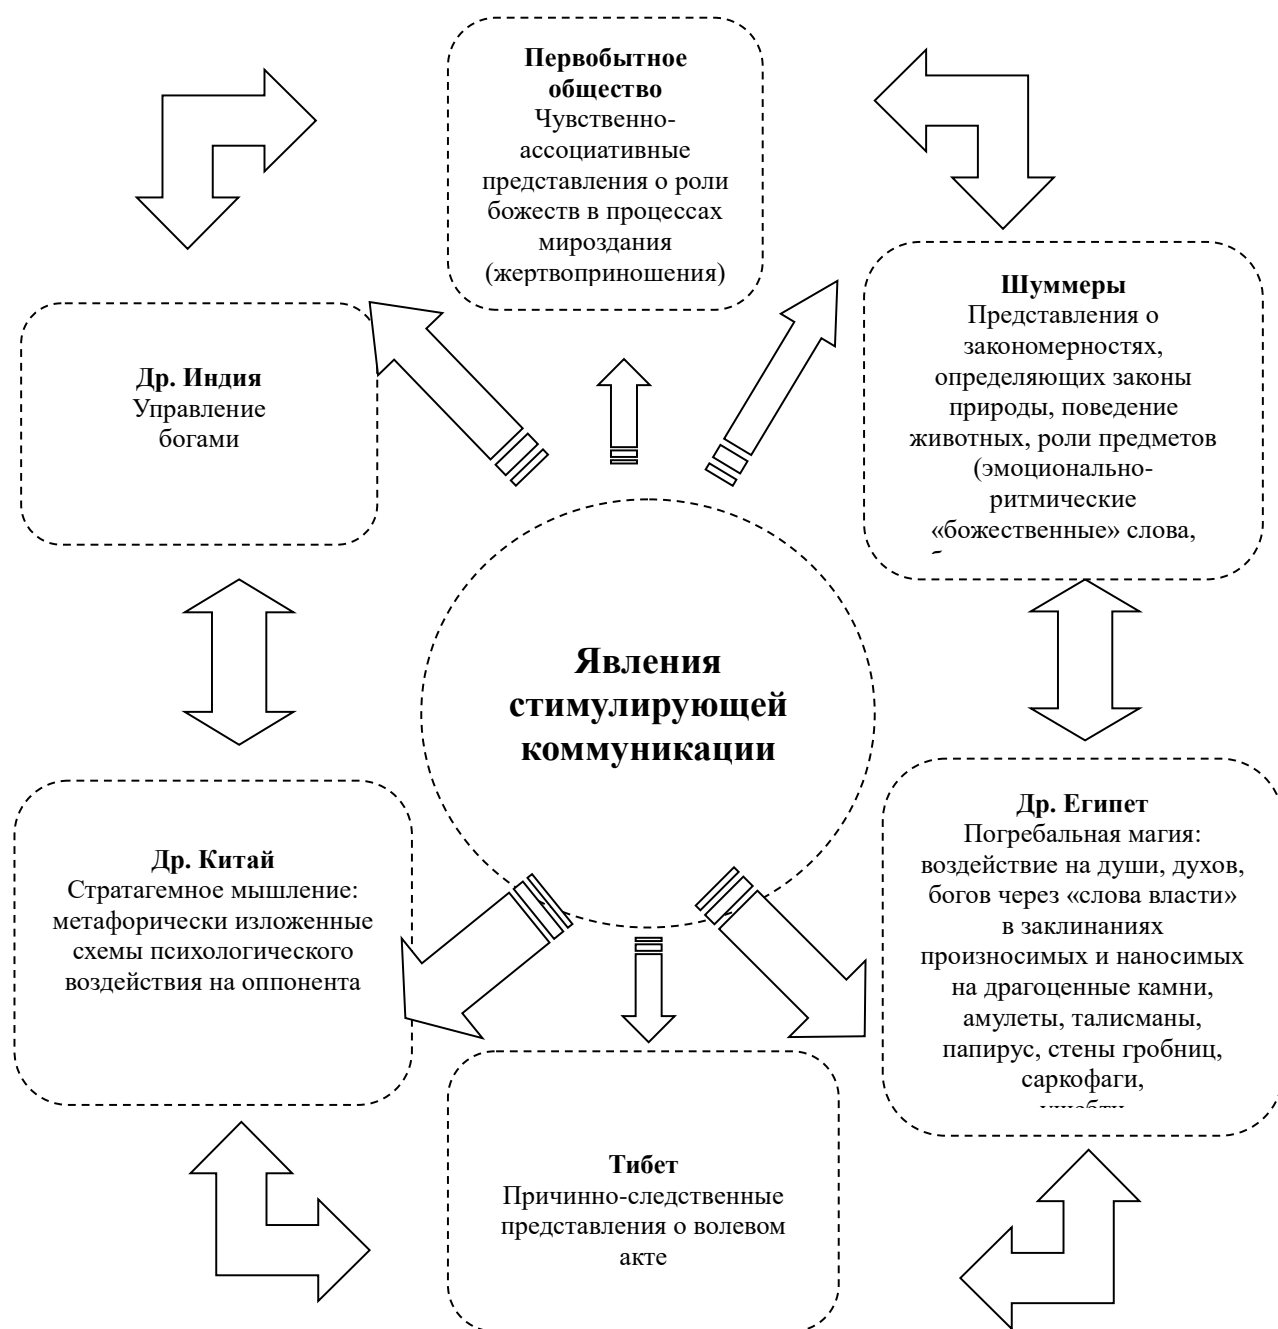 Первобытное
общество
Чувственно-
ассоциативные
представления о роли
божеств в процессах
мироздания
(жертвоприношения)
Шуммеры
Представления о
закономерностях,
определяющих законы
природы, поведение
животных, роли предметов
(эмоционально-
ритмические
«божественные» слова,
Др. Индия
Управление
богами
Явления
стимулирующей
коммуникации
Др. Египет
Погребальная магия:
воздействие на души, духов,
богов через «слова власти»
в заклинаниях
произносимых и наносимых
на драгоценные камни,
амулеты, талисманы,
папирус, стены гробниц,
саркофаги,
Др. Китай
Стратагемное мышление:
метафорически изложенные
схемы психологического
воздействия на оппонента
Тибет
Причинно-следственные
представления о волевом
акте